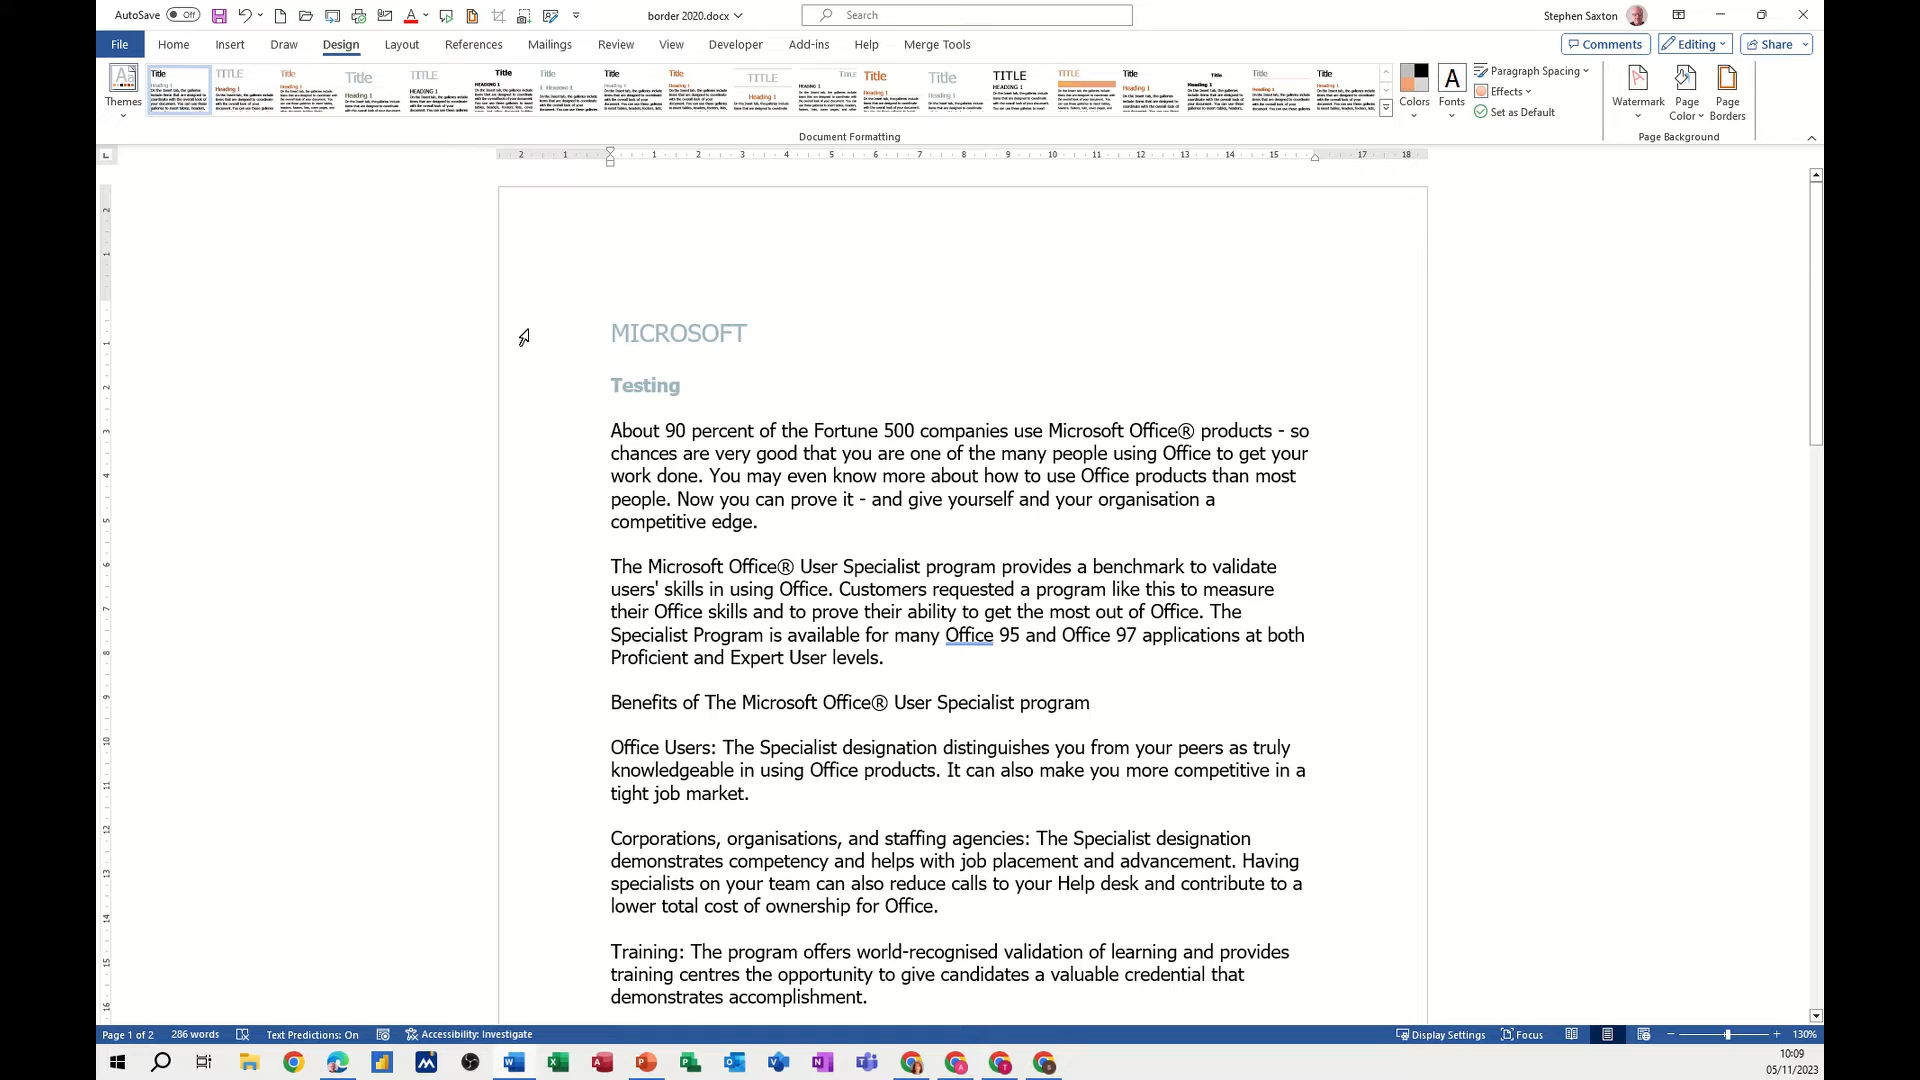 AutoSave Off border 2020.docx Search Stephen Saxton
File Home Insert Draw Design Layout References Mailings Review View Developer Add-ins Help Merge Tools Comments Editing Share
Themes Colors Fonts Paragraph Spacing Effects Set as Default Watermark Page Color Page Borders
Document Formatting Page Background
MICROSOFT
Testing
About 90 percent of the Fortune 500 companies use Microsoft Office® products - so
chances are very good that you are one of the many people using Office to get your
work done. You may even know more about how to use Office products than most
people. Now you can prove it - and give yourself and your organisation a
competitive edge.
The Microsoft Office® User Specialist program provides a benchmark to validate
users' skills in using Office. Customers requested a program like this to measure
their Office skills and to prove their ability to get the most out of Office. The
Specialist Program is available for many Office 95 and Office 97 applications at both
Proficient and Expert User levels.
Benefits of The Microsoft Office® User Specialist program
Office Users: The Specialist designation distinguishes you from your peers as truly
knowledgeable in using Office products. It can also make you more competitive in a
tight job market.
Corporations, organisations, and staffing agencies: The Specialist designation
demonstrates competency and helps with job placement and advancement. Having
specialists on your team can also reduce calls to your Help desk and contribute to a
lower total cost of ownership for Office.
Training: The program offers world-recognised validation of learning and provides
training centres the opportunity to give candidates a valuable credential that
demonstrates accomplishment.
Page 1 of 2 286 words Text Predictions: On Accessibility: Investigate Display Settings Focus 130%
10:09
05/11/2023